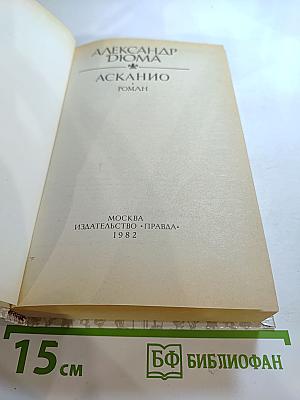 АЛЕКСАНДР
ДЮМА
АСКАНИО
РОМАН
МОСКВА
ИЗДАТЕЛЬСТВО «ПРАВДА»
1982
15 см
БФ БИБЛИОФАН